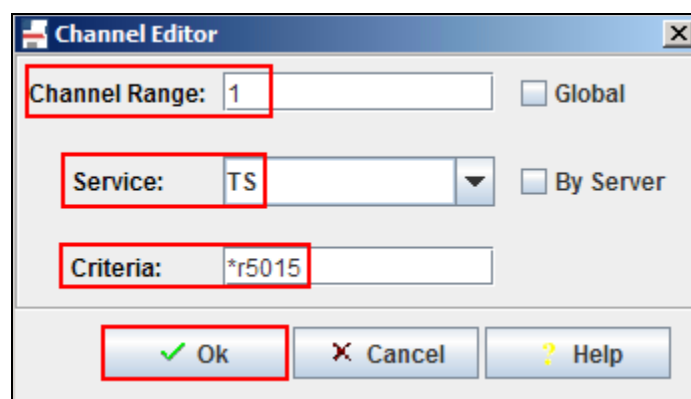 Channel Editor
Channel Range: 1 Global
Service: TS By Server
Criteria: *r5015
Ok Cancel ? Help